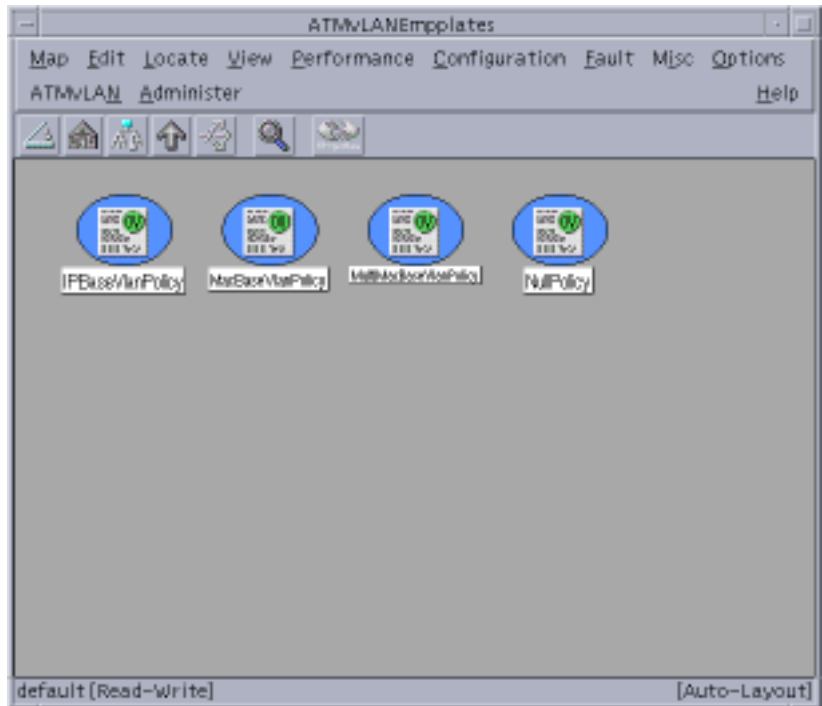 ATMvLANEmpplates
Map Edit Locate View Performance Configuration Fault Misc Options
ATMvLAN Administer Help
IPBaseVlanPolicy MacBaseVlanPolicy MultiMacBaseVlanPolicy NullPolicy
default [Read-Write] [Auto-Layout]